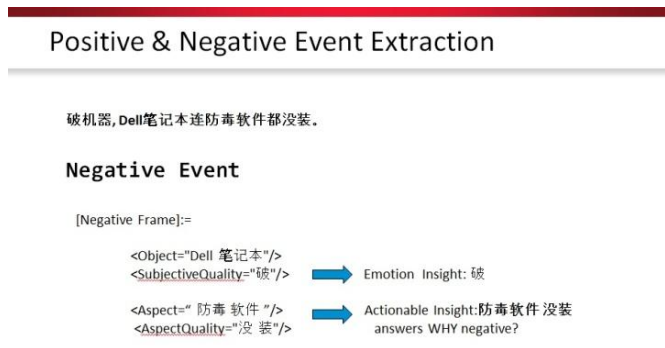 Positive & Negative Event Extraction
破机器, Dell笔记本连防毒软件都没装。
Negative Event
[Negative Frame]:=
<Object="Dell 笔记本"/>
<SubjectiveQuality="破"/> Emotion Insight: 破
<Aspect=“ 防毒 软件 ”/> Actionable Insight:防毒软件 没装
<AspectQuality="没 装"/> answers WHY negative?